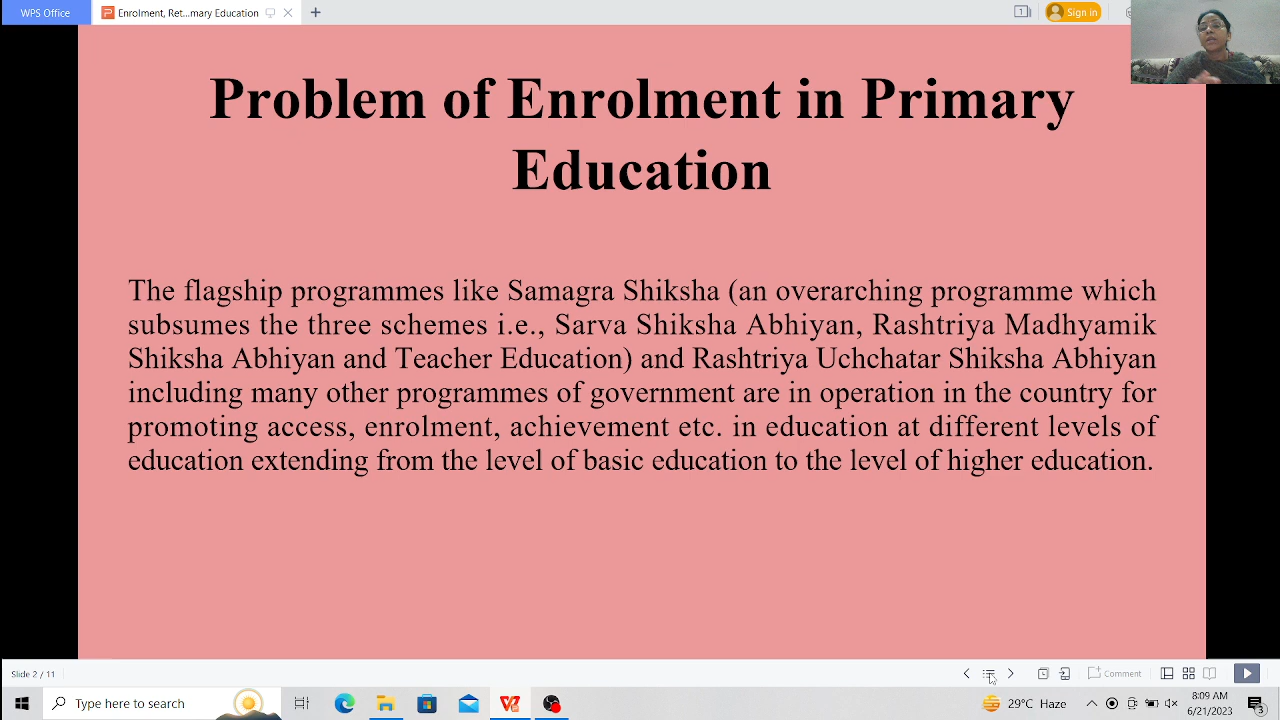 WPS Office
Enrolment, Ret...mary Education
1
Sign in
Problem of Enrolment in Primary
Education
The flagship programmes like Samagra Shiksha (an overarching programme which
subsumes the three schemes i.e., Sarva Shiksha Abhiyan, Rashtriya Madhyamik
Shiksha Abhiyan and Teacher Education) and Rashtriya Uchchatar Shiksha Abhiyan
including many other programmes of government are in operation in the country for
promoting access, enrolment, achievement etc. in education at different levels of
education extending from the level of basic education to the level of higher education.
Slide 2 / 11
Comment
Type here to search
29°C Haze
8:09 AM
6/21/2023
3